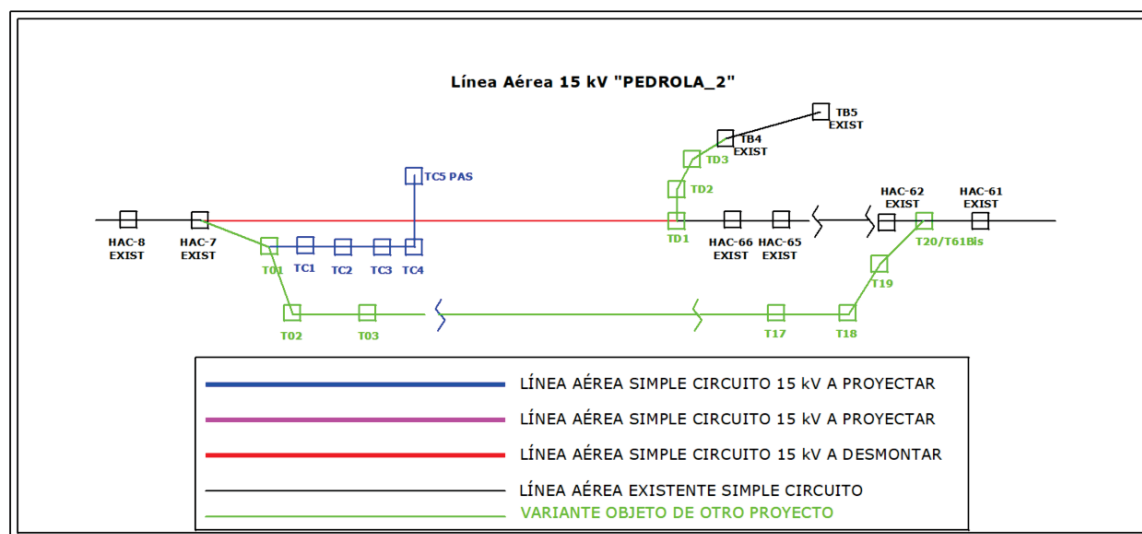 Línea Aérea 15 kV "PEDROLA_2"
TB5
EXIST
TB4
EXIST
TD3
TC5 PAS
TD2
HAC-62
EXIST
HAC-61
EXIST
HAC-8
EXIST
HAC-7
EXIST
TD1
HAC-66
EXIST
HAC-65
EXIST
T20/T61Bis
T01
TC1
TC2
TC3
TC4
T19
T02
T03
T17
T18
LÍNEA AÉREA SIMPLE CIRCUITO 15 kV A PROYECTAR
LÍNEA AÉREA SIMPLE CIRCUITO 15 kV A PROYECTAR
LÍNEA AÉREA SIMPLE CIRCUITO 15 kV A DESMONTAR
LÍNEA AÉREA EXISTENTE SIMPLE CIRCUITO
VARIANTE OBJETO DE OTRO PROYECTO